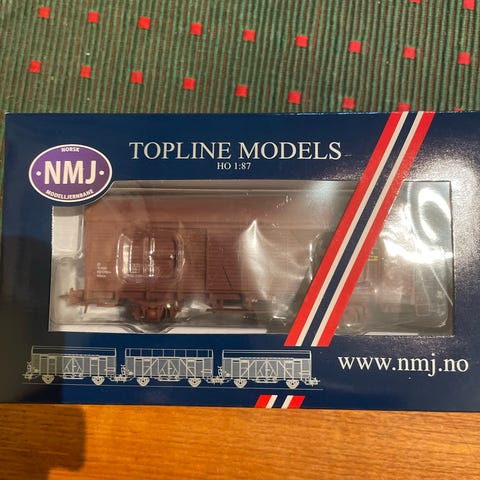 NORSK
NMJ
MODELLJERNBANE
TOPLINE MODELS
HO 1:87
www.nmj.no